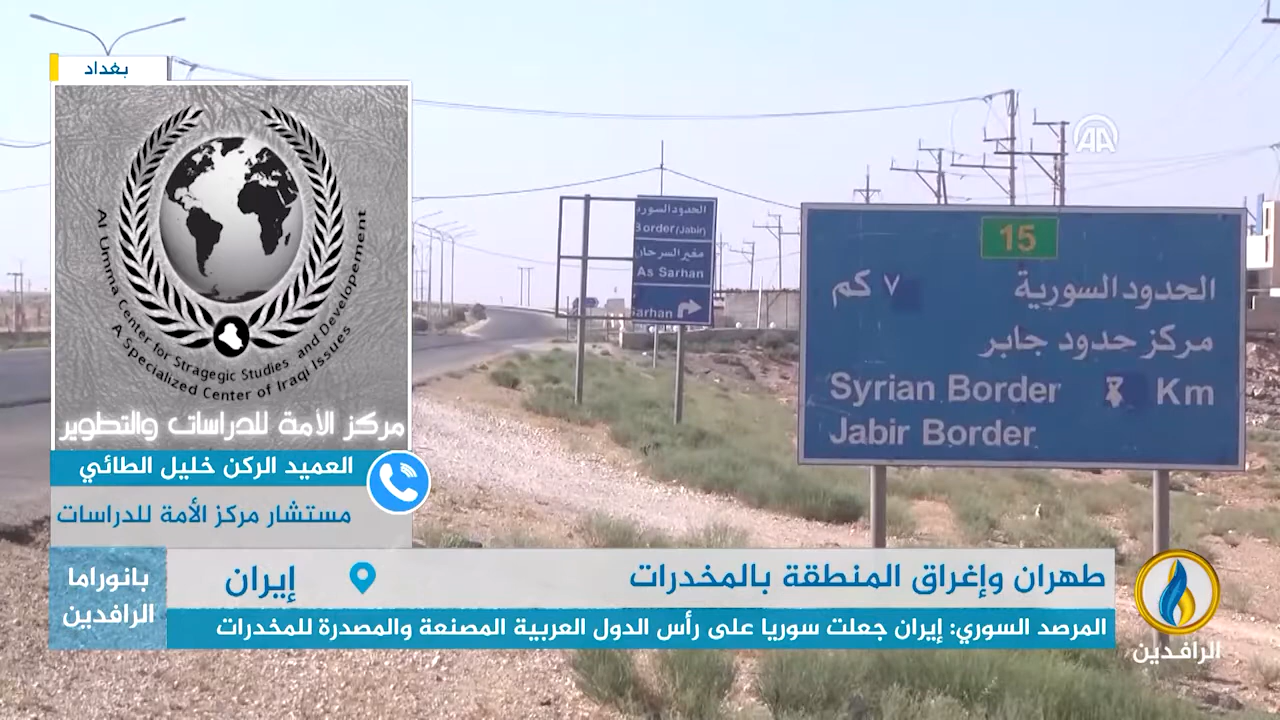 بغداد
Al Umma Center for Stragegic Studies and Developement
A Specialized Center of Iraqi Issues
مركز الأمة للدراسات والتطوير
العميد الركن خليل الطائي
مستشار مركز الأمة للدراسات
AA
الحدود السورية
Border (Jabir)
مغير السرحان
As Sarhan
Sarhan
15
الحدود السورية ٧ كم
مركز حدود جابر
Syrian Border Km
Jabir Border
طهران وإغراق المنطقة بالمخدرات
إيران
المرصد السوري: إيران جعلت سوريا على رأس الدول العربية المصنعة والمصدرة للمخدرات
بانوراما
الرافدين
الرافدين